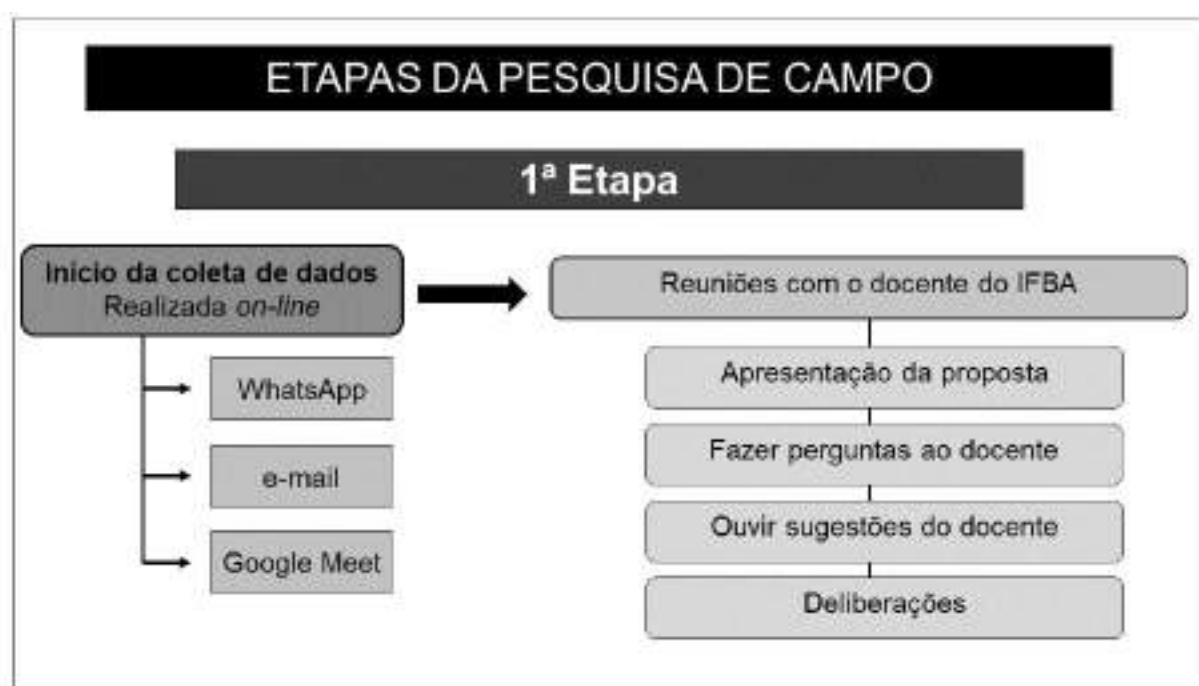 ETAPAS DA PESQUISA DE CAMPO
1ª Etapa
Início da coleta de dados
Realizada on-line
WhatsApp
e-mail
Google Meet
Reuniões com o docente do IFBA
Apresentação da proposta
Fazer perguntas ao docente
Ouvir sugestões do docente
Deliberações